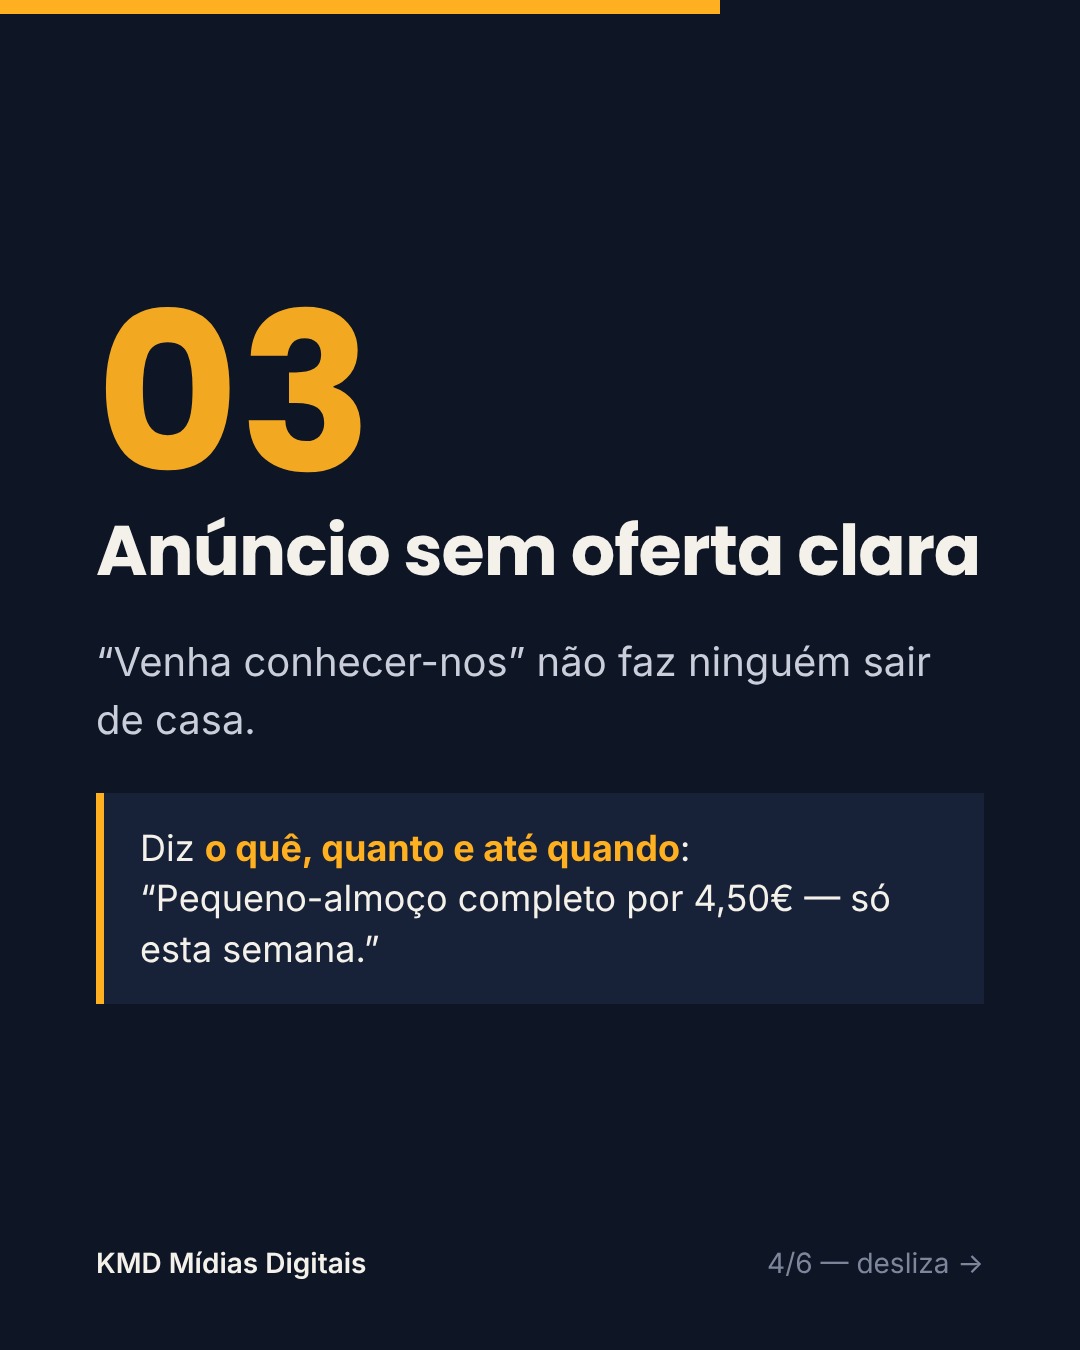 03
Anúncio sem oferta clara
“Venha conhecer-nos” não faz ninguém sair
de casa.
Diz o quê, quanto e até quando:
“Pequeno-almoço completo por 4,50€ — só
esta semana.”
KMD Mídias Digitais
4/6 — desliza →